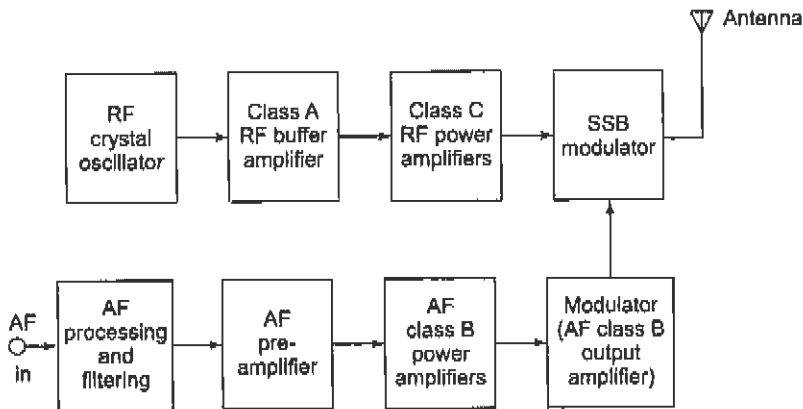 Antenna
RF
crystal
oscillator
Class A
RF buffer
amplifier
Class C
RF power
amplifiers
SSB
modulator
AF
in
AF
processing
and
filtering
AF
pre-
amplifier
AF
class B
power
amplifiers
Modulator
(AF class B
output
amplifier)